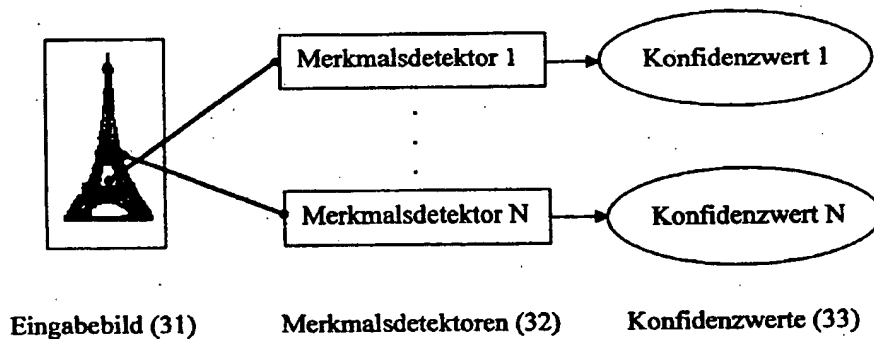 Merkmalsdetektor 1
Konfidenzwert 1
Merkmalsdetektor N
Konfidenzwert N
Eingabebild (31)
Merkmalsdetektoren (32)
Konfidenzwerte (33)